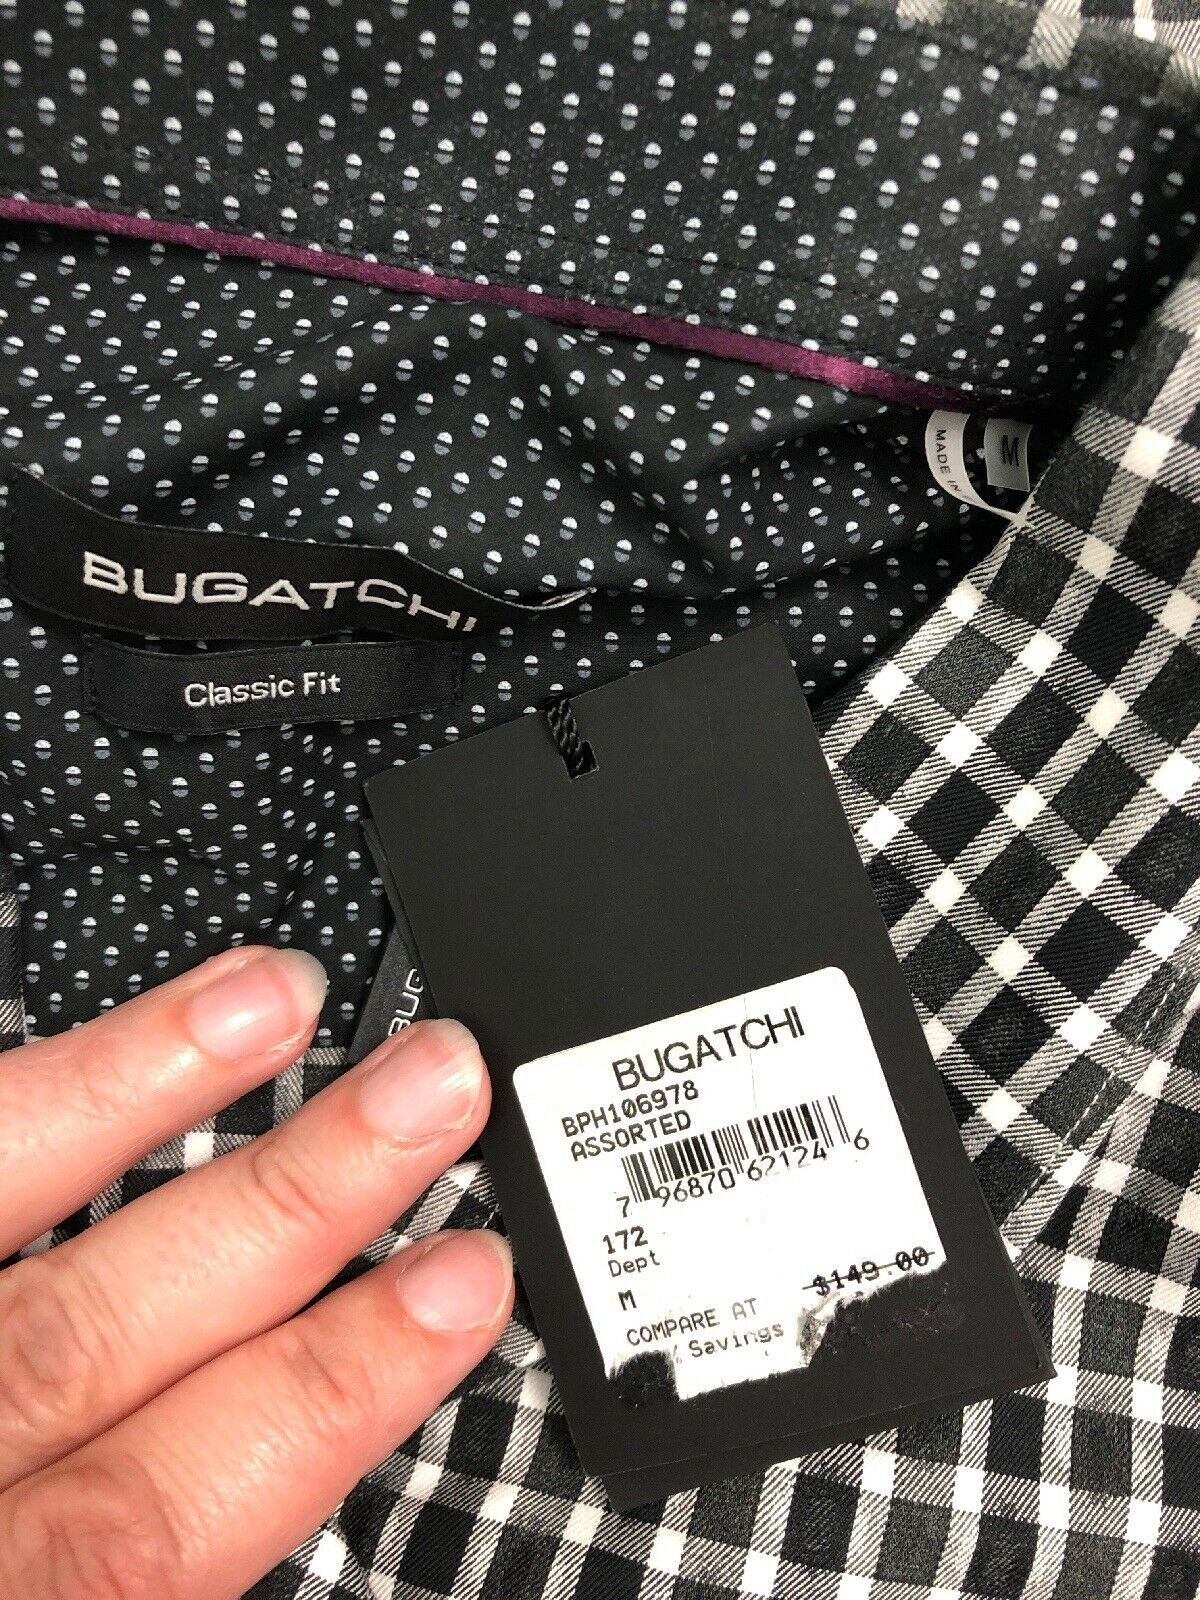 M
MADE IN
BUGATCHI
Classic Fit
BUG
BUGATCHI
BPH106978
ASSORTED
7 96870 62124 6
172
Dept
M
$149.00
COMPARE AT
Savings